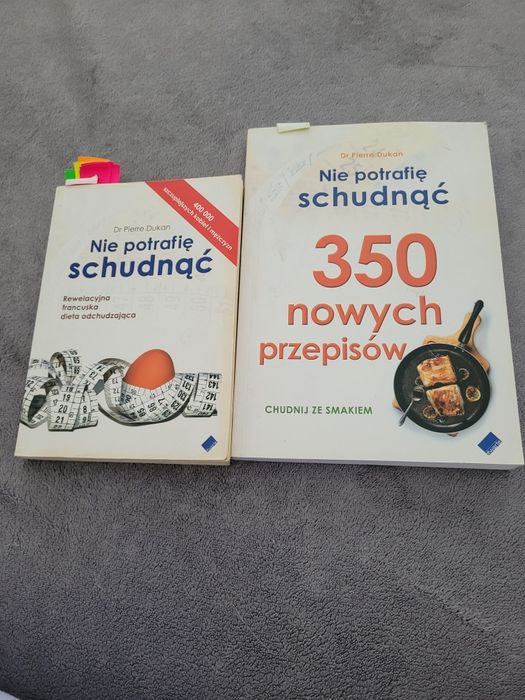 400 000
szczęśliwszych kobiet i mężczyzn
Dr Pierre Dukan
Nie potrafię
schudnąć
Rewelacyjna
francuska
dieta odchudzająca
Dr Pierre Dukan
Nie potrafię
schudnąć
350
nowych
przepisów
CHUDNIJ ZE SMAKIEM